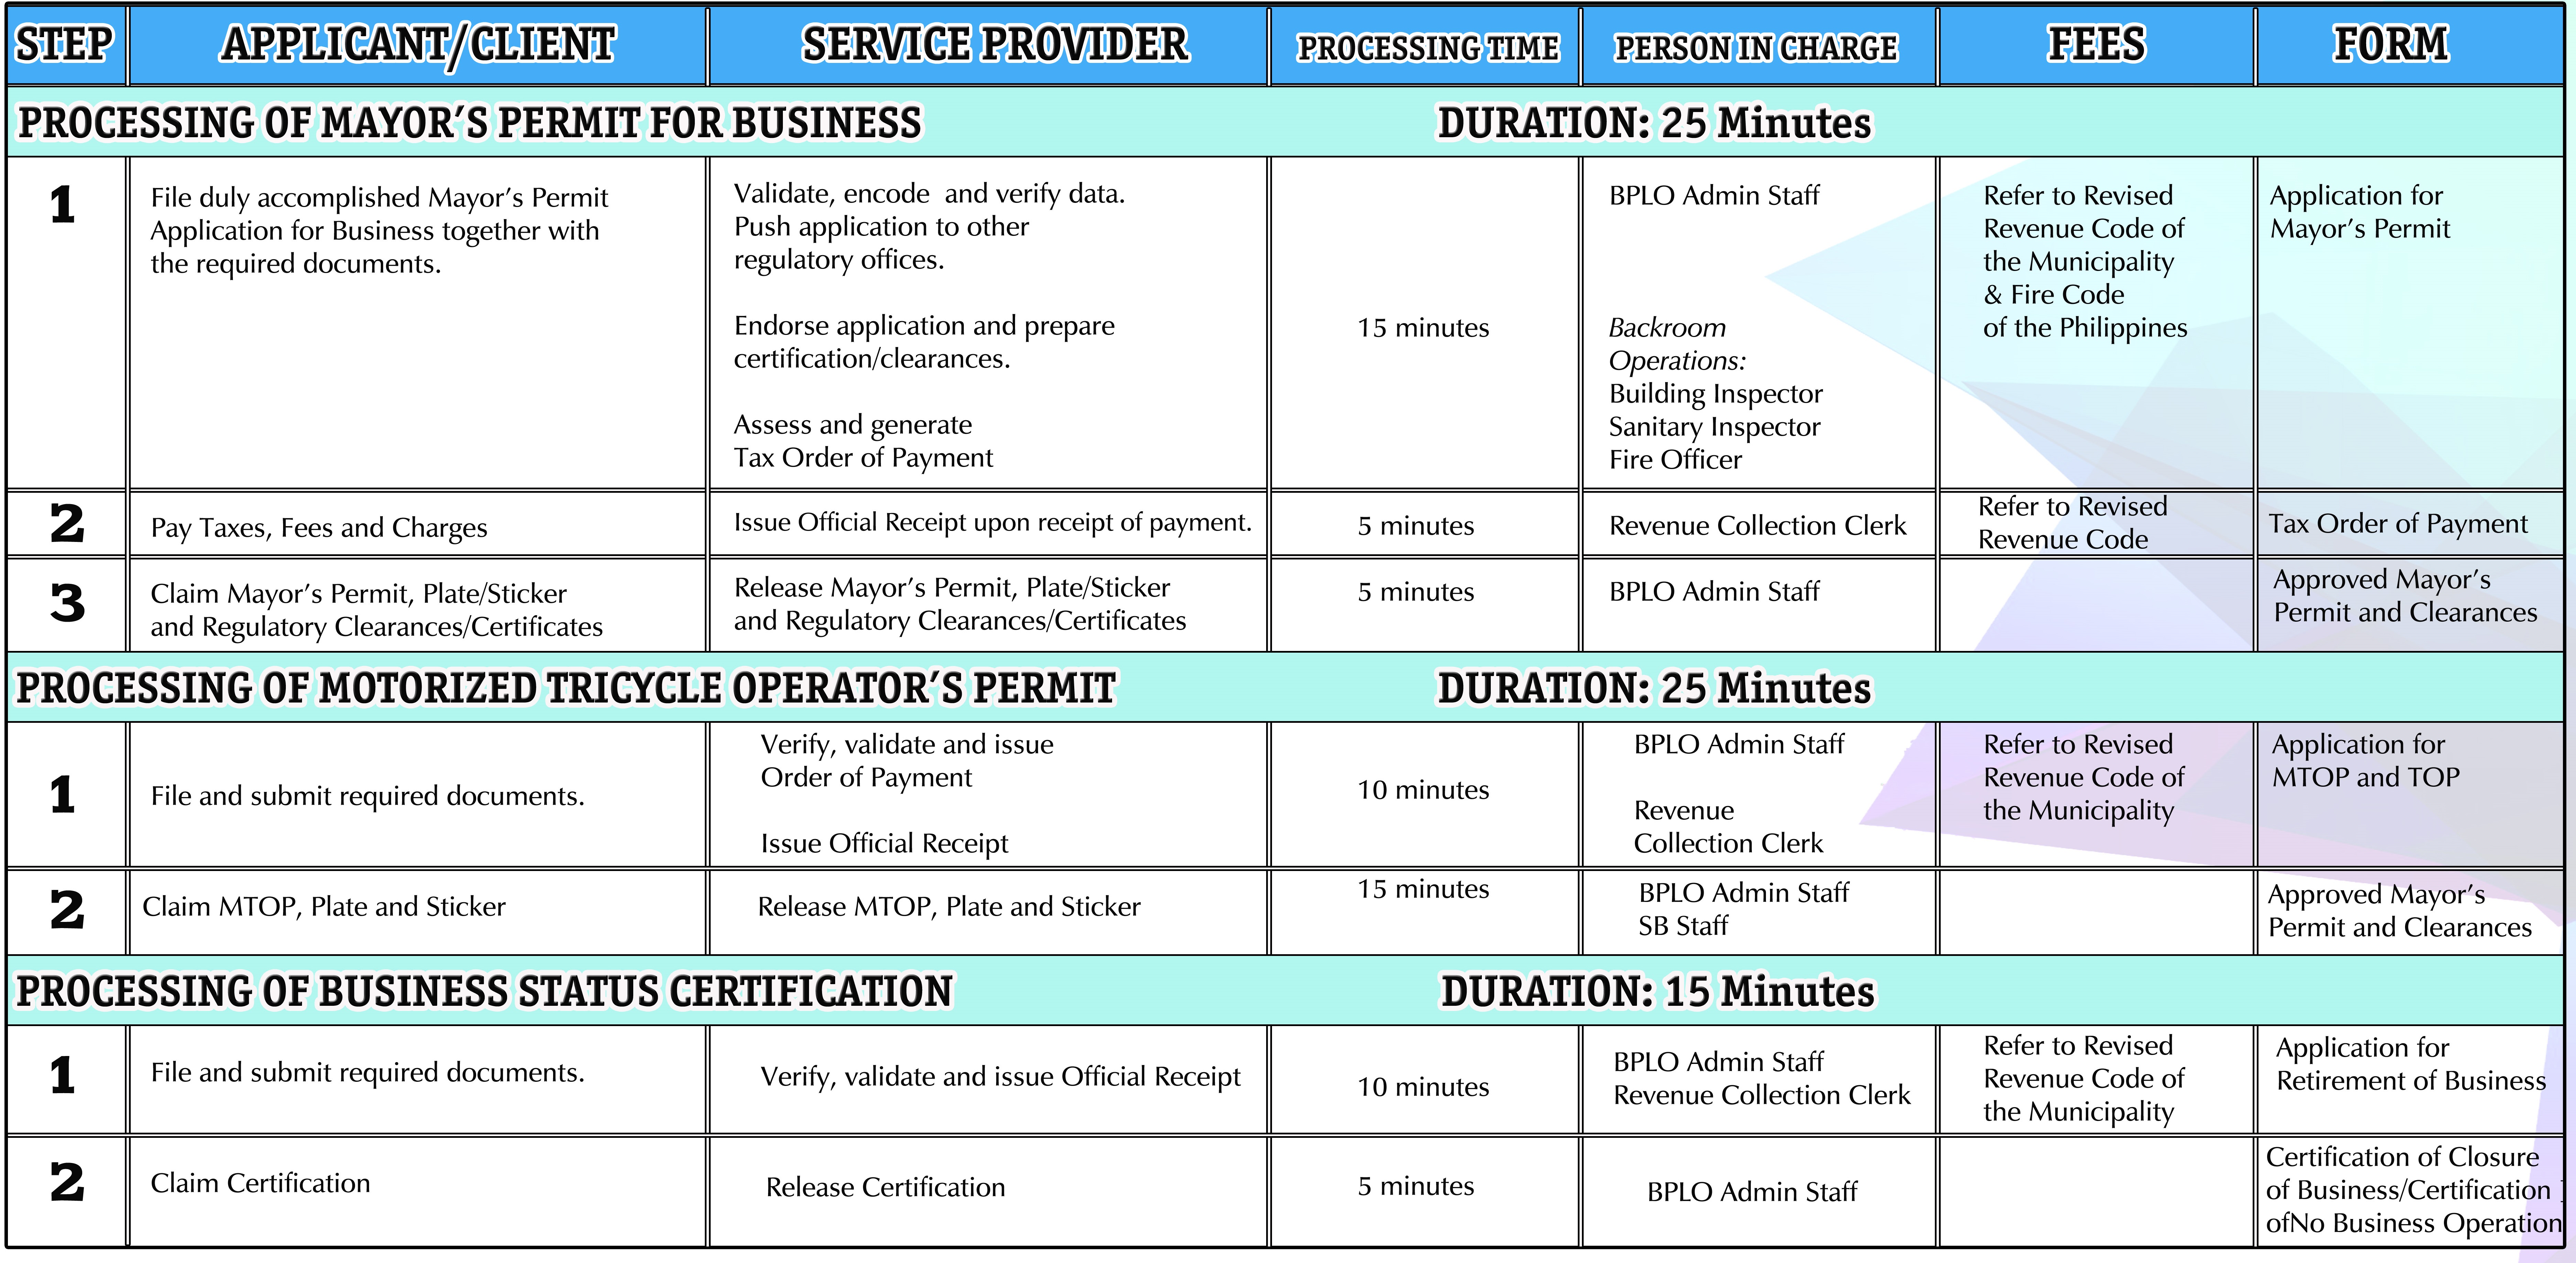 STEP
APPLICANT/CLIENT
SERVICE PROVIDER
PROCESSING TIME
PERSON IN CHARGE
FEES
FORM
PROCESSING OF MAYOR'S PERMIT FOR BUSINESS
DURATION: 25 Minutes
1
File duly accomplished Mayor's Permit
Application for Business together with
the required documents.
Validate, encode  and verify data.
Push application to other
regulatory offices.
Endorse application and prepare
certification/clearances.
Assess and generate
Tax Order of Payment
15 minutes
BPLO Admin Staff
Backroom
Operations:
Building Inspector
Sanitary Inspector
Fire Officer
Refer to Revised
Revenue Code of
the Municipality
& Fire Code
of the Philippines
Application for
Mayor's Permit
2
Pay Taxes, Fees and Charges
Issue Official Receipt upon receipt of payment.
5 minutes
Revenue Collection Clerk
Refer to Revised
Revenue Code
Tax Order of Payment
3
Claim Mayor's Permit, Plate/Sticker
and Regulatory Clearances/Certificates
Release Mayor's Permit, Plate/Sticker
and Regulatory Clearances/Certificates
5 minutes
BPLO Admin Staff
Approved Mayor's
Permit and Clearances
PROCESSING OF MOTORIZED TRICYCLE OPERATOR'S PERMIT
DURATION: 25 Minutes
1
File and submit required documents.
Verify, validate and issue
Order of Payment
Issue Official Receipt
10 minutes
BPLO Admin Staff
Revenue
Collection Clerk
Refer to Revised
Revenue Code of
the Municipality
Application for
MTOP and TOP
2
Claim MTOP, Plate and Sticker
Release MTOP, Plate and Sticker
15 minutes
BPLO Admin Staff
SB Staff
Approved Mayor's
Permit and Clearances
PROCESSING OF BUSINESS STATUS CERTIFICATION
DURATION: 15 Minutes
1
File and submit required documents.
Verify, validate and issue Official Receipt
10 minutes
BPLO Admin Staff
Revenue Collection Clerk
Refer to Revised
Revenue Code of
the Municipality
Application for
Retirement of Business
2
Claim Certification
Release Certification
5 minutes
BPLO Admin Staff
Certification of Closure
of Business/Certification
ofNo Business Operation